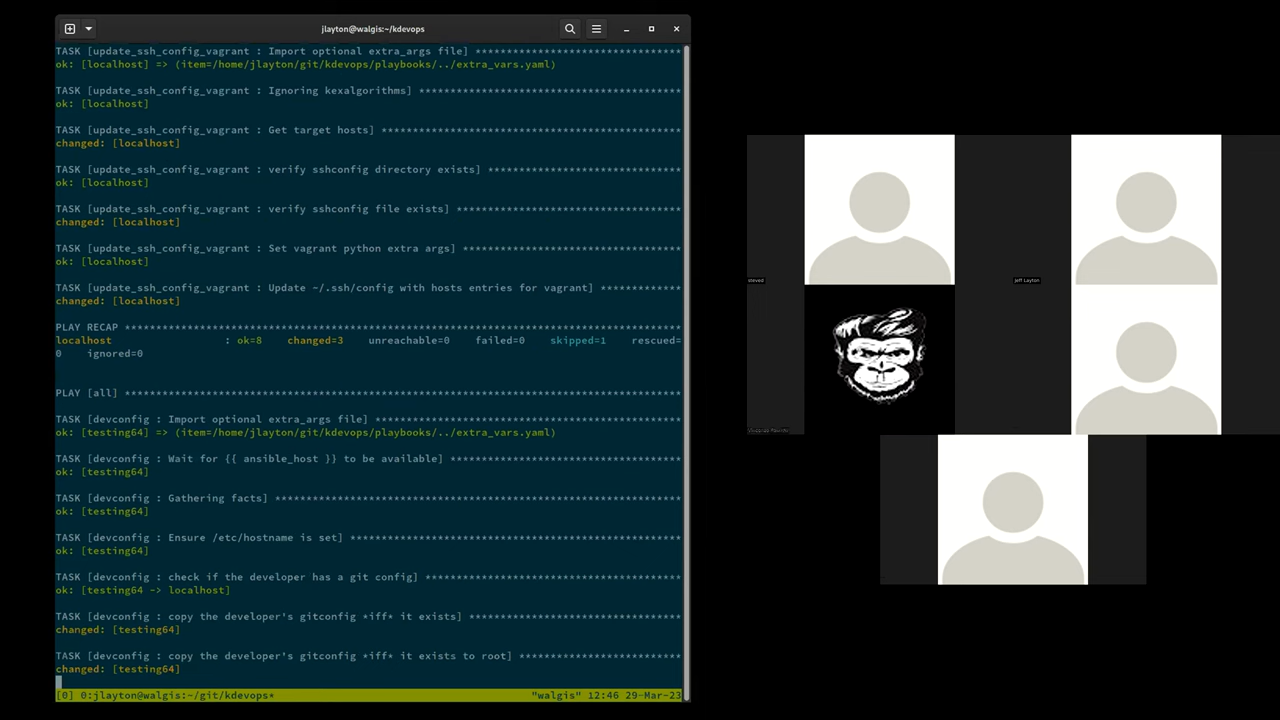 jlayton@walgis:~/kdevops
TASK [update_ssh_config_vagrant : Import optional extra_args file] *********************************
ok: [localhost] => (item=/home/jlayton/git/kdevops/playbooks/../extra_vars.yaml)
TASK [update_ssh_config_vagrant : Ignoring kexalgorithms] ******************************************
ok: [localhost]
TASK [update_ssh_config_vagrant : Get target hosts] ************************************************
changed: [localhost]
TASK [update_ssh_config_vagrant : verify sshconfig directory exists] *******************************
ok: [localhost]
TASK [update_ssh_config_vagrant : verify sshconfig file exists] ************************************
changed: [localhost]
TASK [update_ssh_config_vagrant : Set vagrant python extra args] ***********************************
ok: [localhost]
TASK [update_ssh_config_vagrant : Update ~/.ssh/config with hosts entries for vagrant] *************
changed: [localhost]
PLAY RECAP *****************************************************************************************
localhost                  : ok=8    changed=3    unreachable=0    failed=0    skipped=1    rescued=
0    ignored=0
PLAY [all] *****************************************************************************************
TASK [devconfig : Import optional extra_args file] *************************************************
ok: [testing64] => (item=/home/jlayton/git/kdevops/playbooks/../extra_vars.yaml)
TASK [devconfig : Wait for {{ ansible_host }} to be available] *************************************
ok: [testing64]
TASK [devconfig : Gathering facts] *****************************************************************
ok: [testing64]
TASK [devconfig : Ensure /etc/hostname is set] *****************************************************
ok: [testing64]
TASK [devconfig : check if the developer has a git config] *****************************************
ok: [testing64 -> localhost]
TASK [devconfig : copy the developer's gitconfig *iff* it exists] **********************************
changed: [testing64]
TASK [devconfig : copy the developer's gitconfig *iff* it exists to root] **************************
changed: [testing64]
[0] 0:jlayton@walgis:~/git/kdevops* "walgis" 12:46 29-Mar-23
steved
Jeff Layton